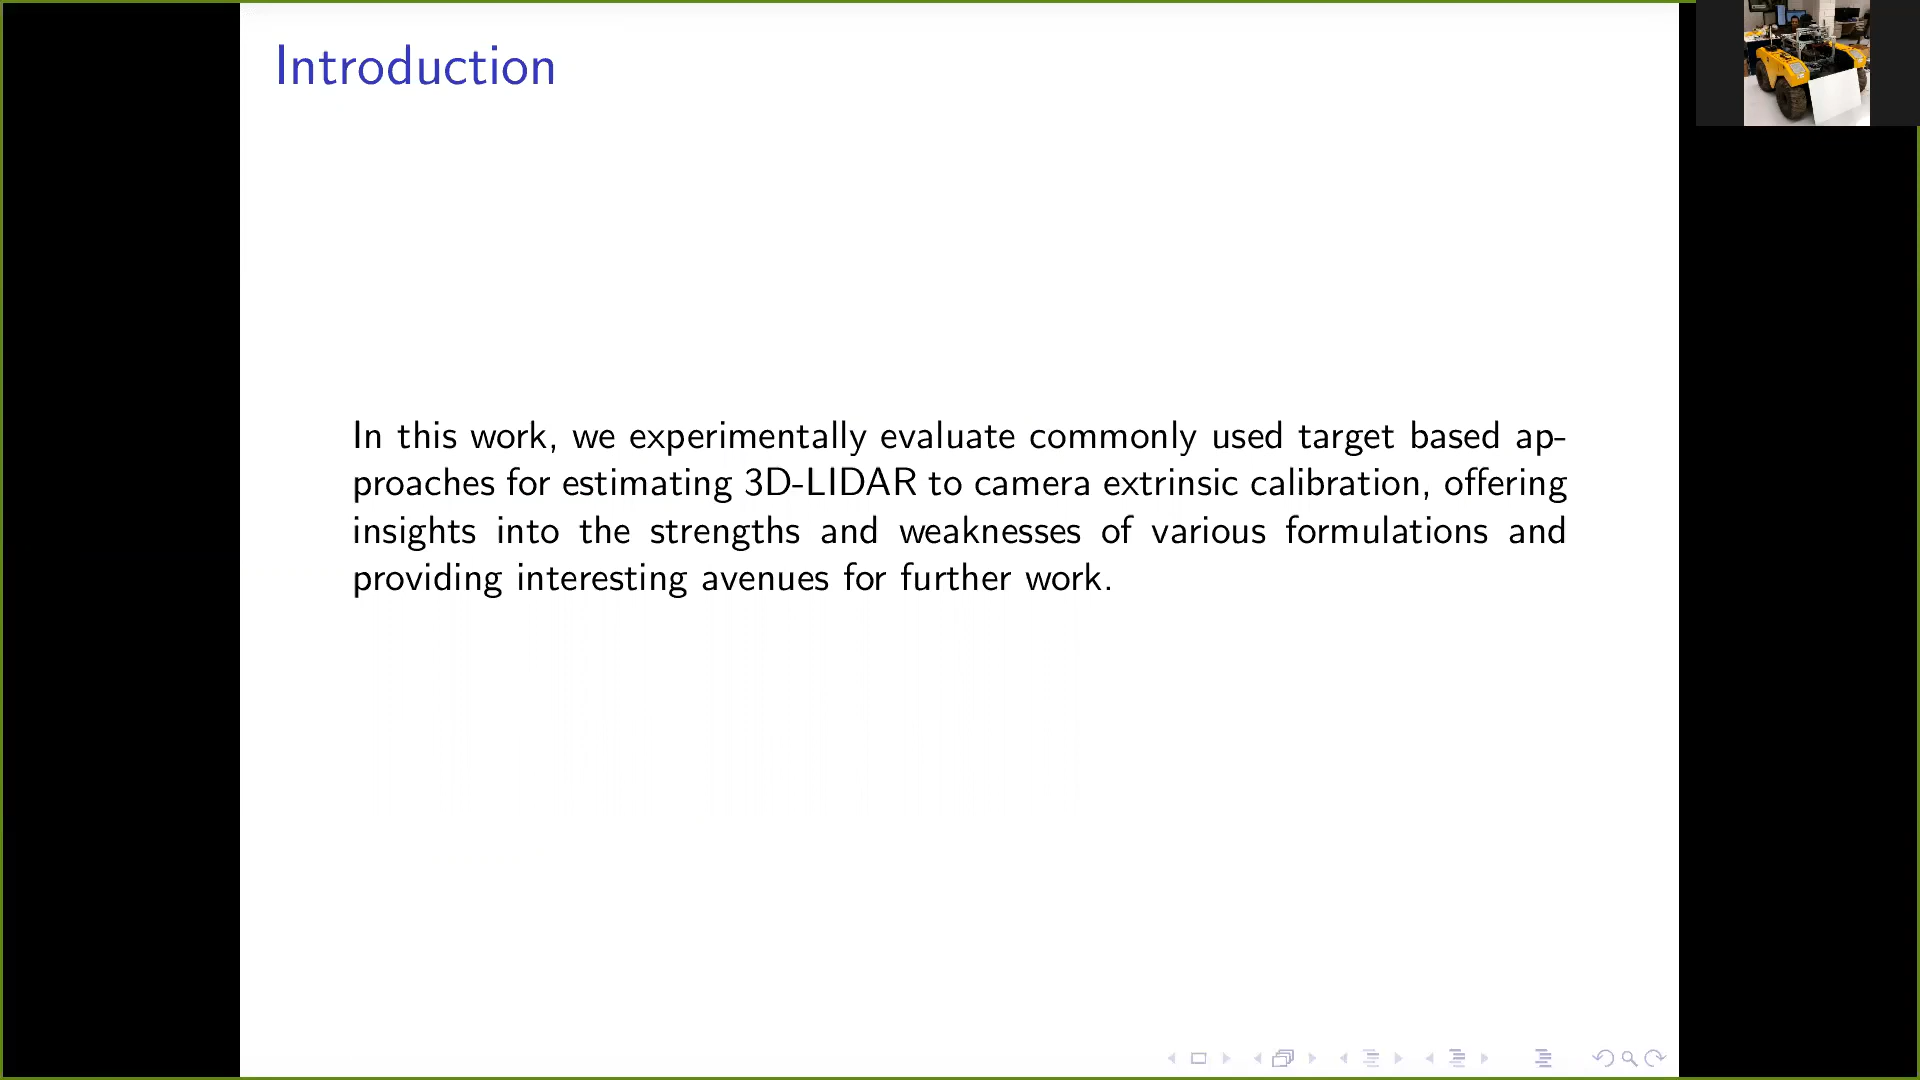 Introduction
In this work, we experimentally evaluate commonly used target based ap-
proaches for estimating 3D-LIDAR to camera extrinsic calibration, offering
insights into the strengths and weaknesses of various formulations and
providing interesting avenues for further work.